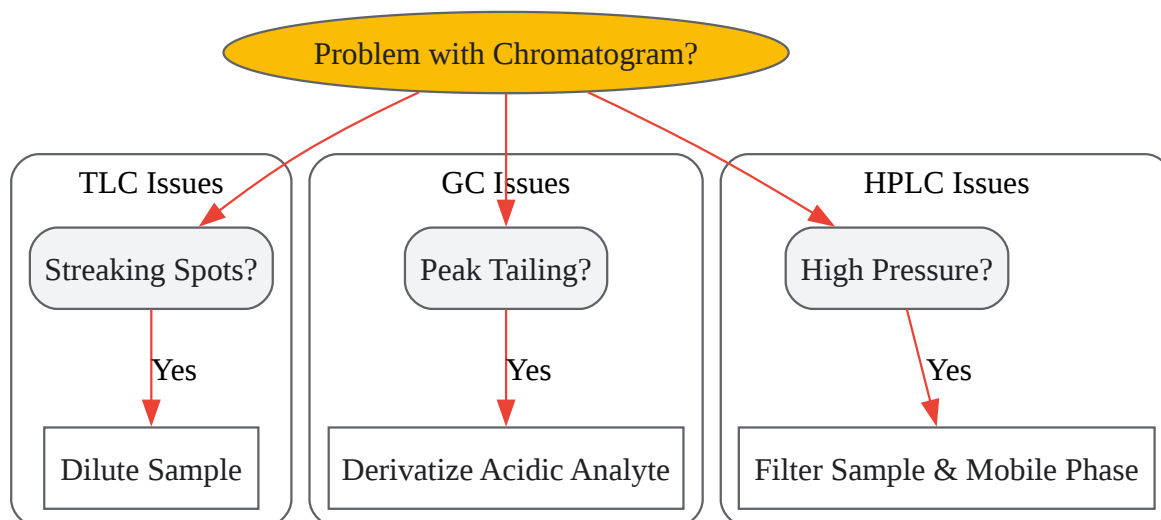 Problem with Chromatogram?
TLC Issues
GC Issues
HPLC Issues
Streaking Spots?
Peak Tailing?
High Pressure?
Yes
Yes
Yes
Dilute Sample
Derivatize Acidic Analyte
Filter Sample & Mobile Phase